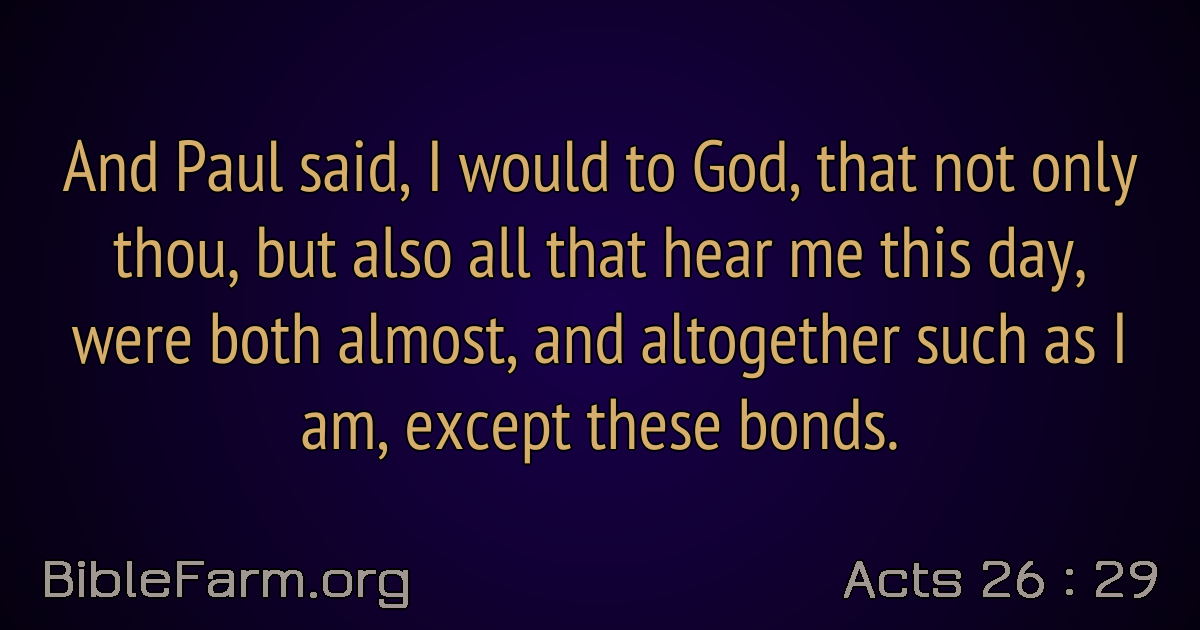 And Paul said, I would to God, that not only
thou, but also all that hear me this day,
were both almost, and altogether such as I
am, except these bonds.
BibleFarm.org
Acts 26 : 29